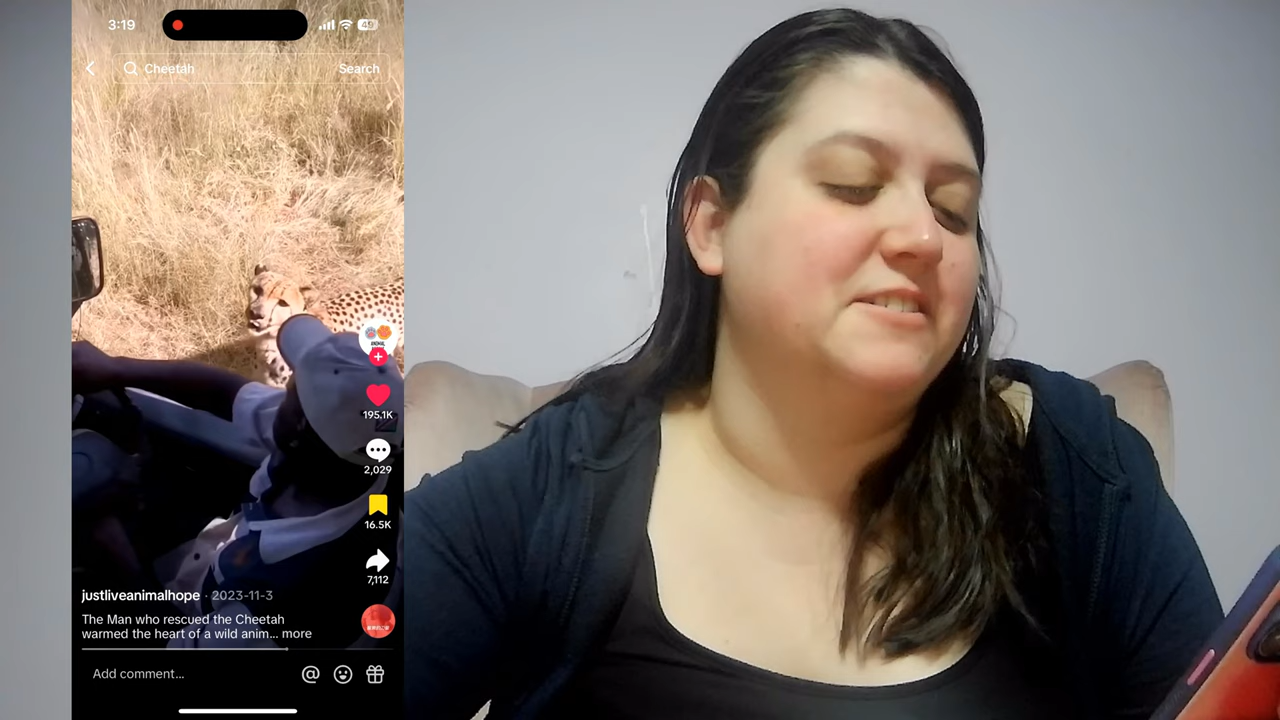 3:19
49
Cheetah
Search
195.1K
2,029
16.5K
7,112
justliveanimalhope · 2023-11-3
The Man who rescued the Cheetah
warmed the heart of a wild anim... more
Add comment...